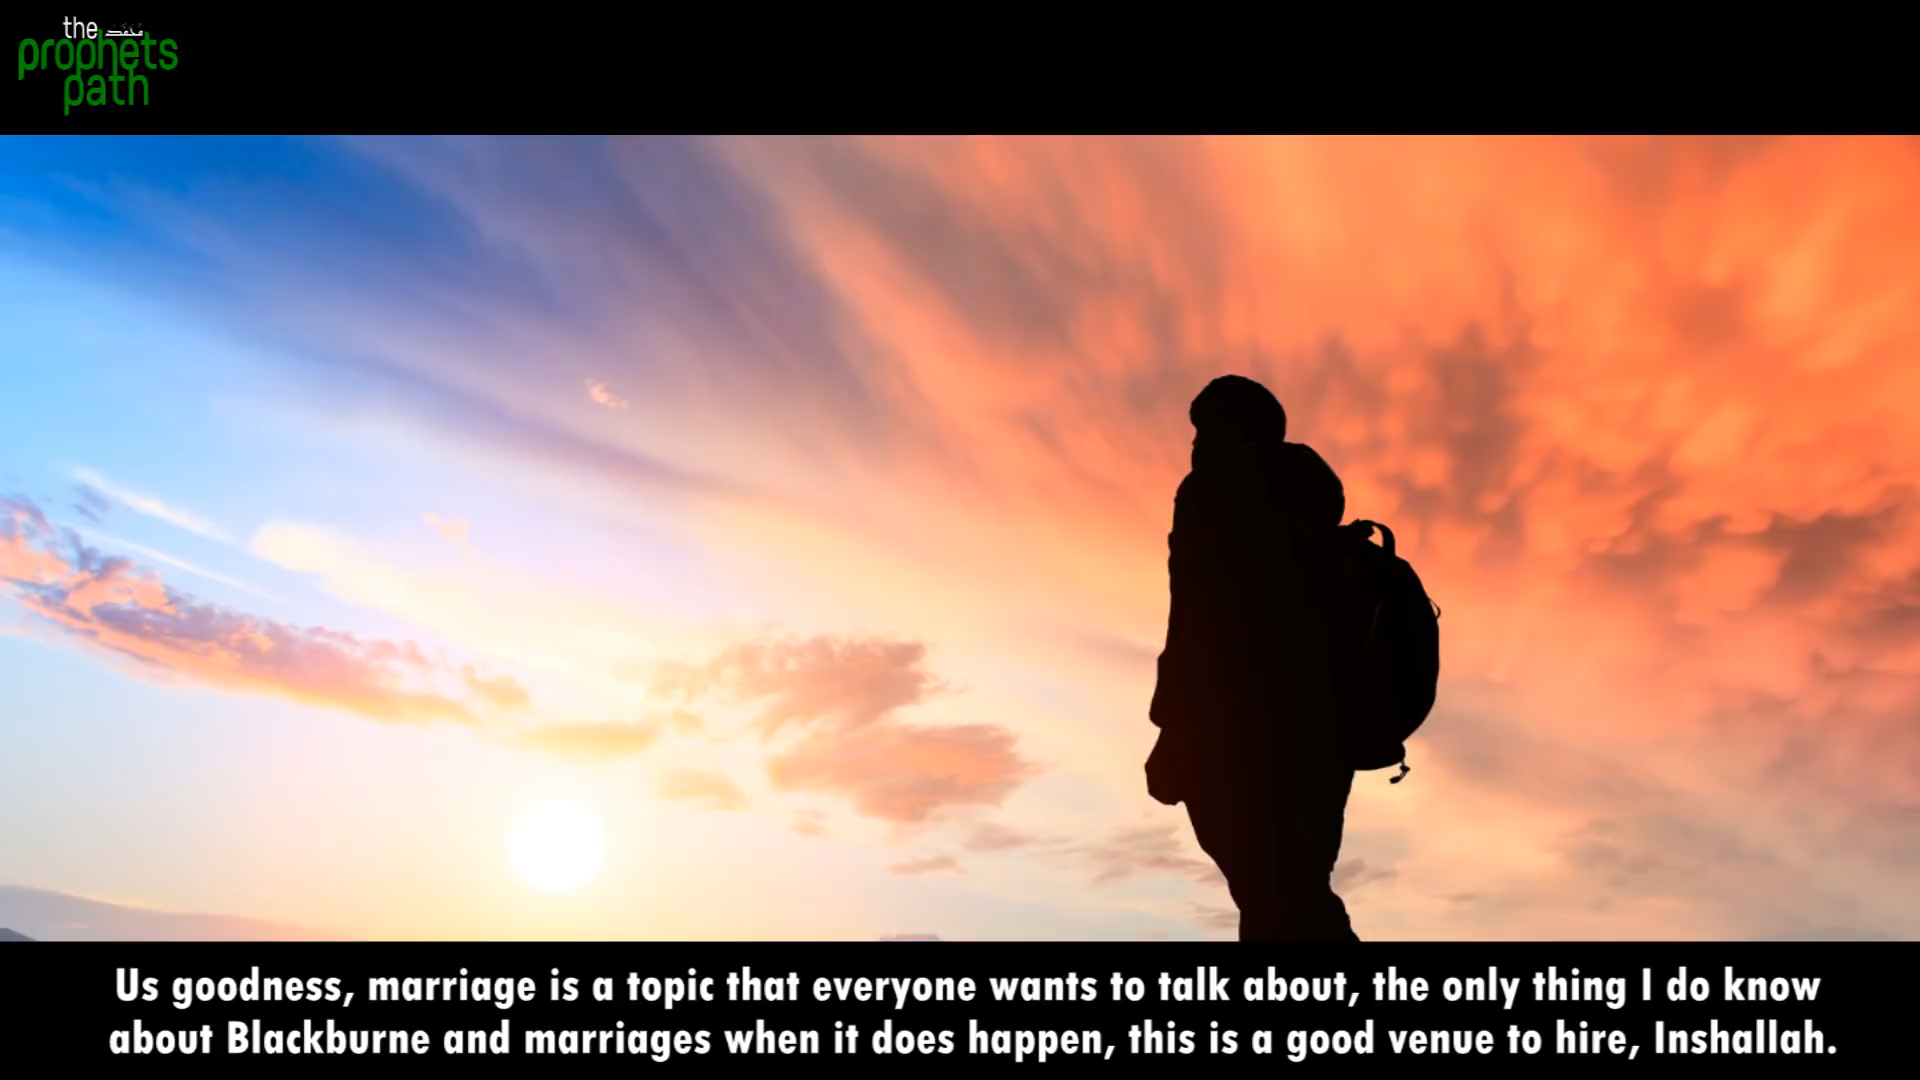 the
prophets
path
Us goodness, marriage is a topic that everyone wants to talk about, the only thing I do know
about Blackburne and marriages when it does happen, this is a good venue to hire, Inshallah.